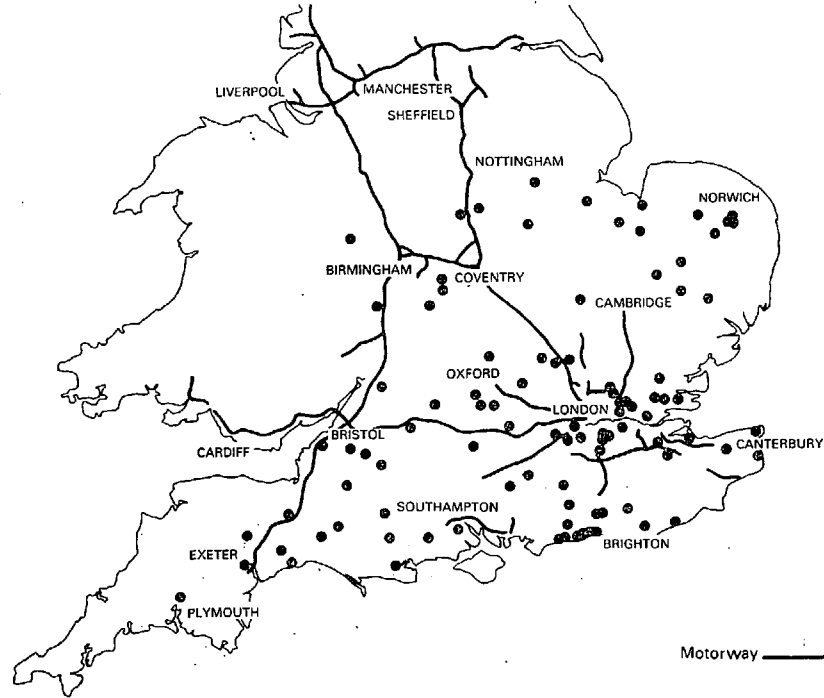 LIVERPOOL
MANCHESTER
SHEFFIELD
NOTTINGHAM
NORWICH
BIRMINGHAM
COVENTRY
CAMBRIDGE
OXFORD
LONDON
BRISTOL
CARDIFF
CANTERBURY
SOUTHAMPTON
BRIGHTON
EXETER
PLYMOUTH
Motorway